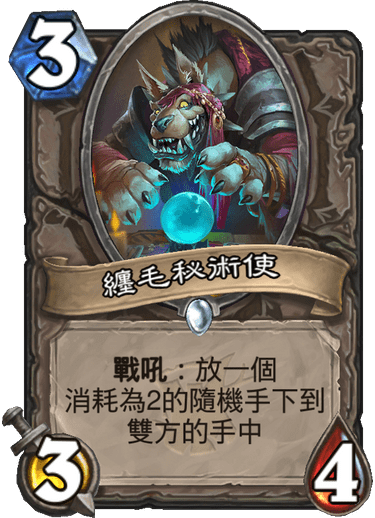 3
纏毛秘術使
戰吼：放一個
消耗為2的隨機手下到
雙方的手中
3
4